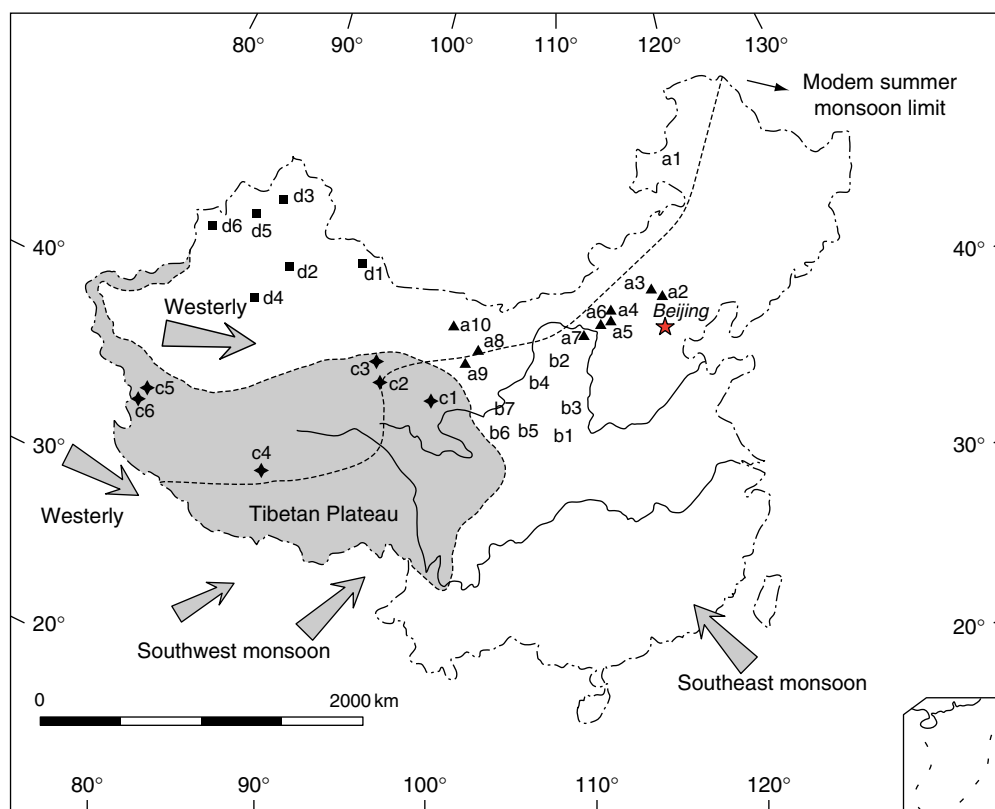 80° 90° 100° 110° 120° 130°
Modem summer
monsoon limit
a1
d3
d6
d5
40°
40°
d2
d1
a3
a2
d4
Westerly
Beijing
a6
a4
a10
a5
a7
a8
b2
c3
a9
c2
b4
c5
c1
c6
b7
b3
b6
b5
b1
30°
30°
c4
Westerly
Tibetan Plateau
20°
20°
Southwest monsoon
Southeast monsoon
0 2000 km
80° 90° 100° 110° 120°